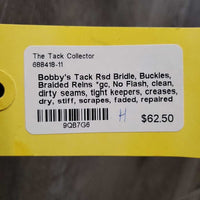 The Tack Collector
688418-11
Bobby's Tack Rsd Bridle, Buckles,
Braided Reins *gc, No Flash, clean,
dirty seams, tight keepers, creases,
dry, stiff, scrapes, faded, repaired
9QB7G6
H
$62.50